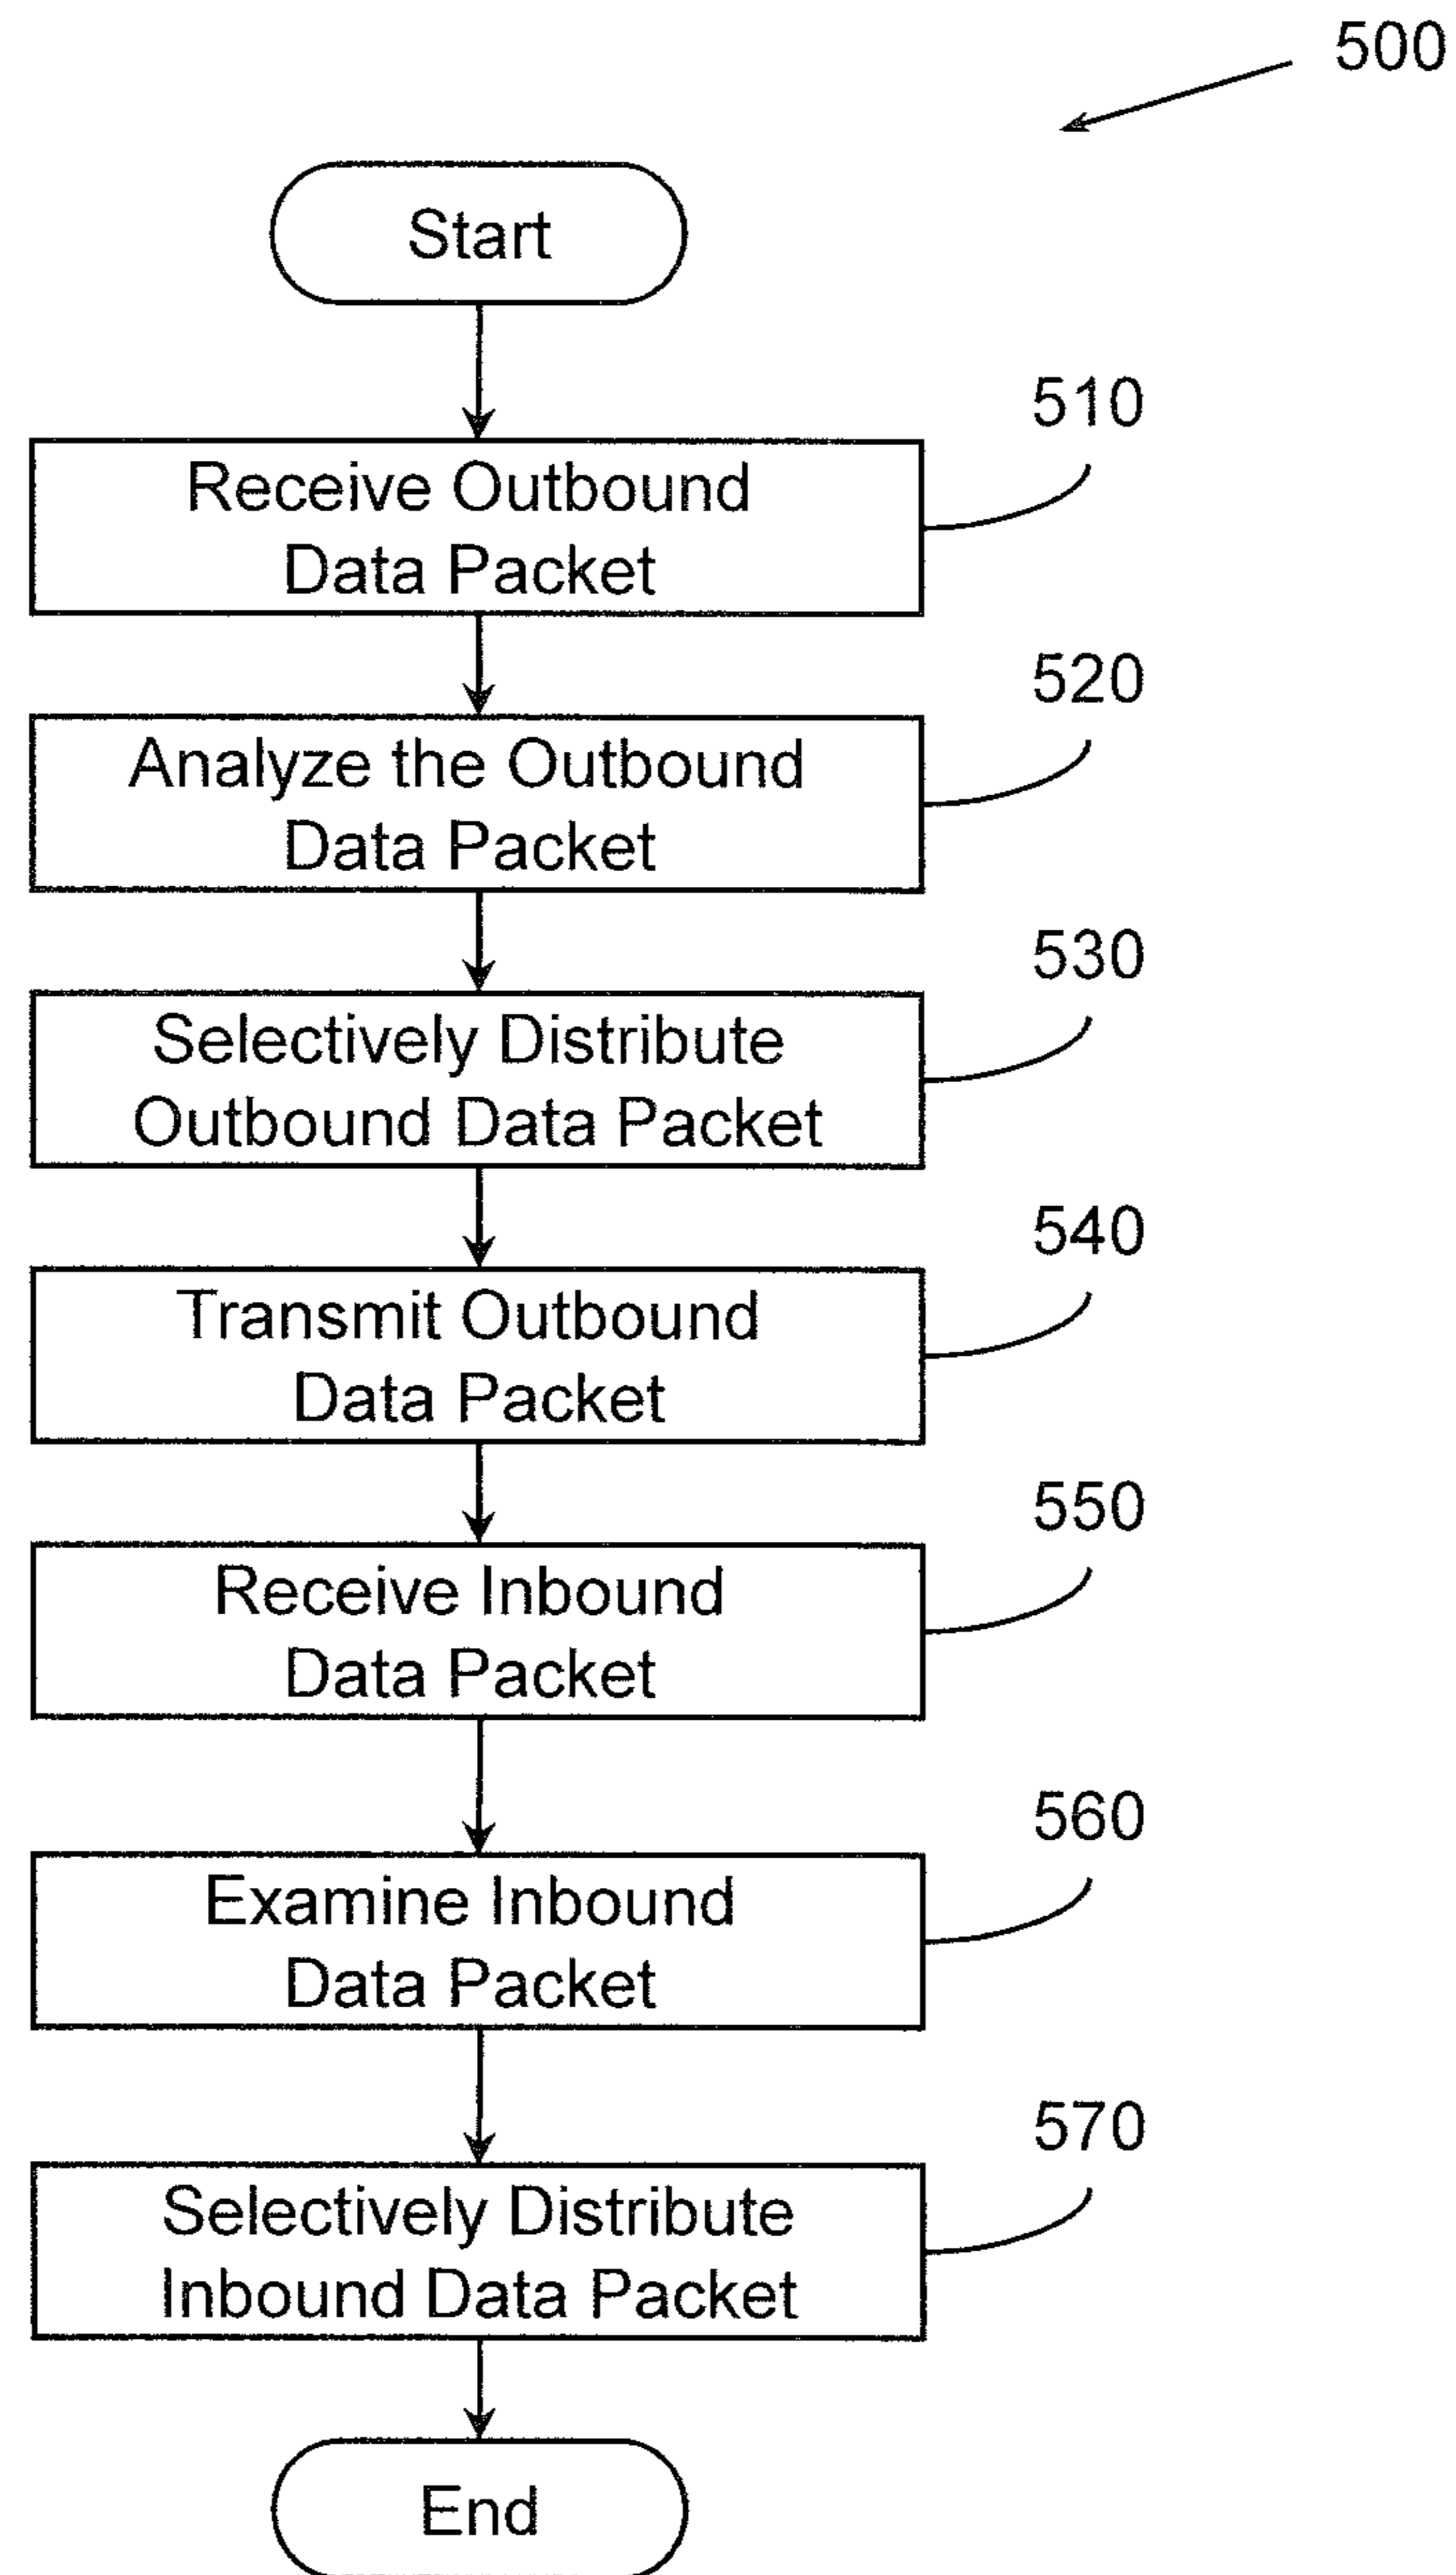 500
Start
510
Receive Outbound
Data Packet
520
Analyze the Outbound
Data Packet
530
Selectively Distribute
Outbound Data Packet
540
Transmit Outbound
Data Packet
550
Receive Inbound
Data Packet
560
Examine Inbound
Data Packet
570
Selectively Distribute
Inbound Data Packet
End